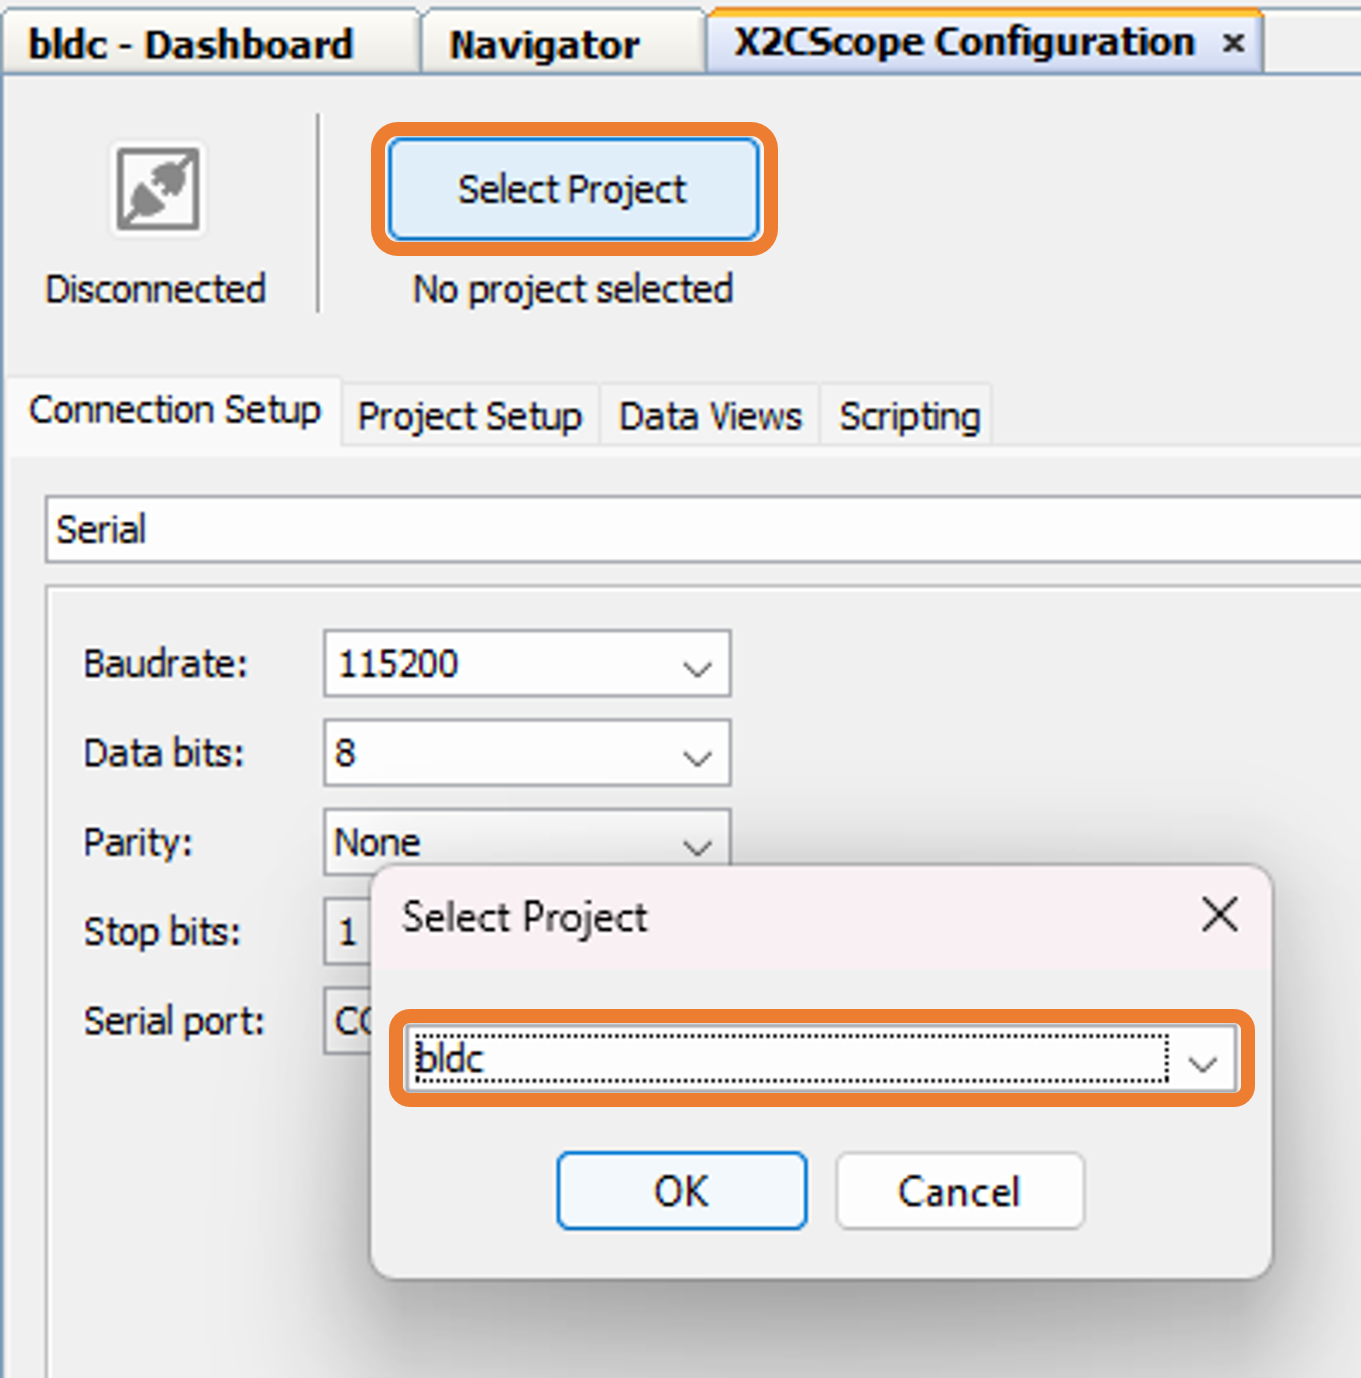 bldc - Dashboard Navigator X2CScope Configuration ×
Select Project
Disconnected No project selected
Connection Setup Project Setup Data Views Scripting
Serial
Baudrate: 115200
Data bits: 8
Parity: None
Stop bits: 1
Serial port:
Select Project
bldc
OK Cancel